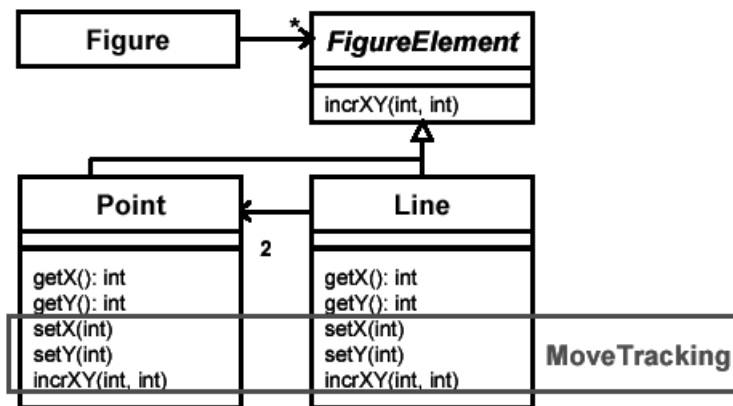 Figure
*
FigureElement
incrXY(int, int)
Point
getX(): int
getY(): int
setX(int)
setY(int)
incrXY(int, int)
2
Line
getX(): int
getY(): int
setX(int)
setY(int)
incrXY(int, int)
MoveTracking